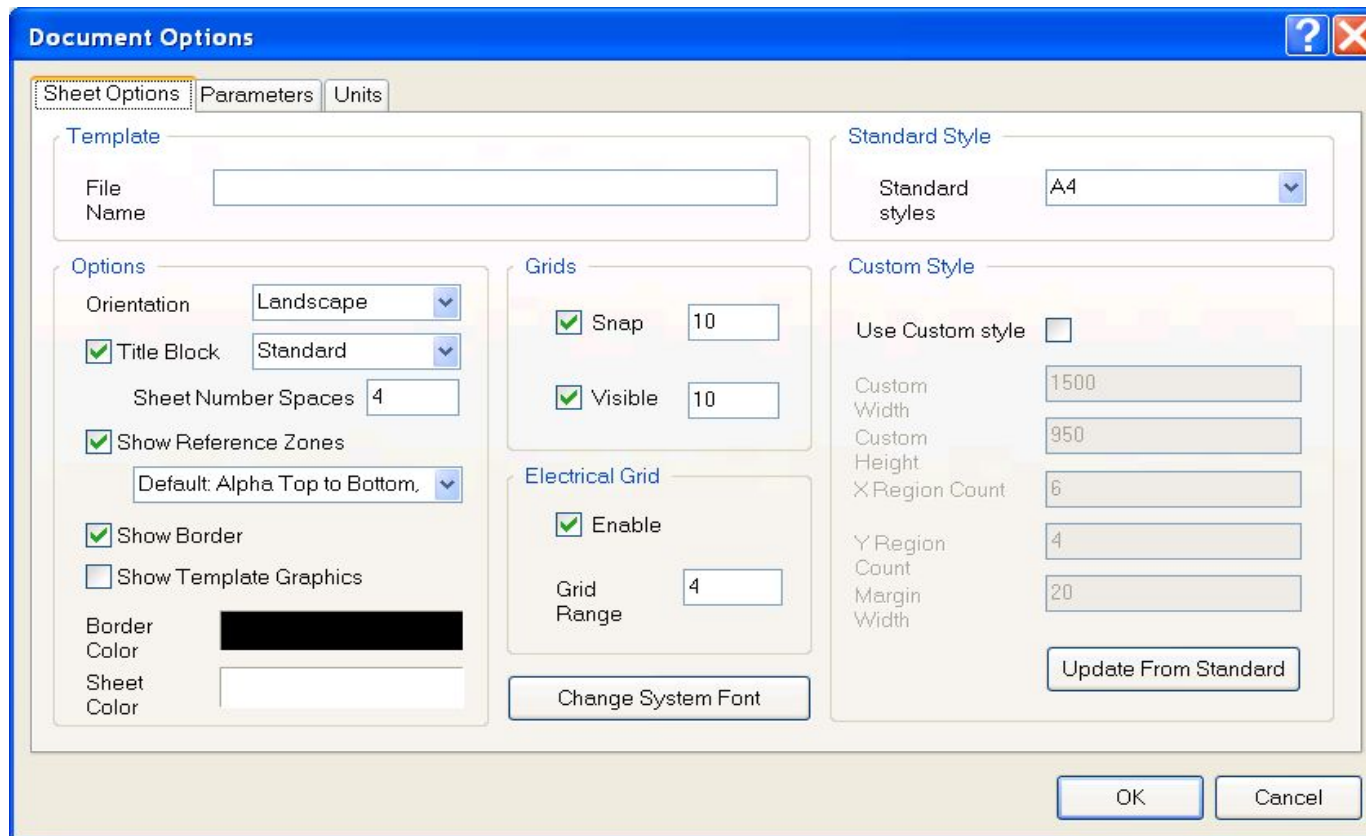 Document Options
Sheet Options Parameters Units
Template
File
Name
Standard Style
Standard
styles
A4
Options
Orientation
Landscape
Title Block
Standard
Sheet Number Spaces
4
Show Reference Zones
Default: Alpha Top to Bottom,
Show Border
Show Template Graphics
Border
Color
Sheet
Color
Grids
Snap
10
Visible
10
Electrical Grid
Enable
Grid
Range
4
Change System Font
Custom Style
Use Custom style
Custom
Width
1500
Custom
Height
950
X Region Count
6
Y Region
Count
4
Margin
Width
20
Update From Standard
OK
Cancel